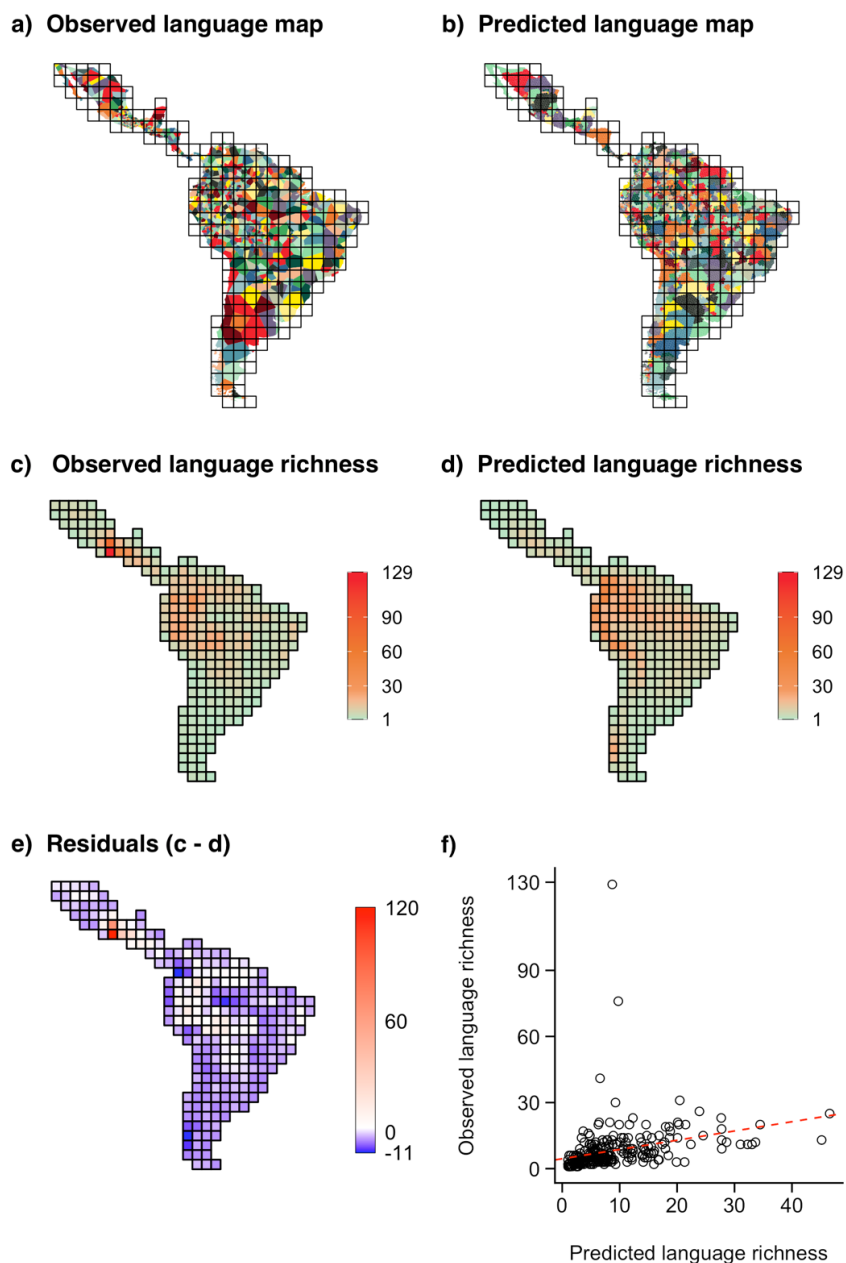 a) Observed language map
b) Predicted language map
c) Observed language richness
d) Predicted language richness
129
90
60
30
1
129
90
60
30
1
e) Residuals (c - d)
f)
120
60
0
-11
Observed language richness
130
90
60
30
0
0 10 20 30 40
Predicted language richness